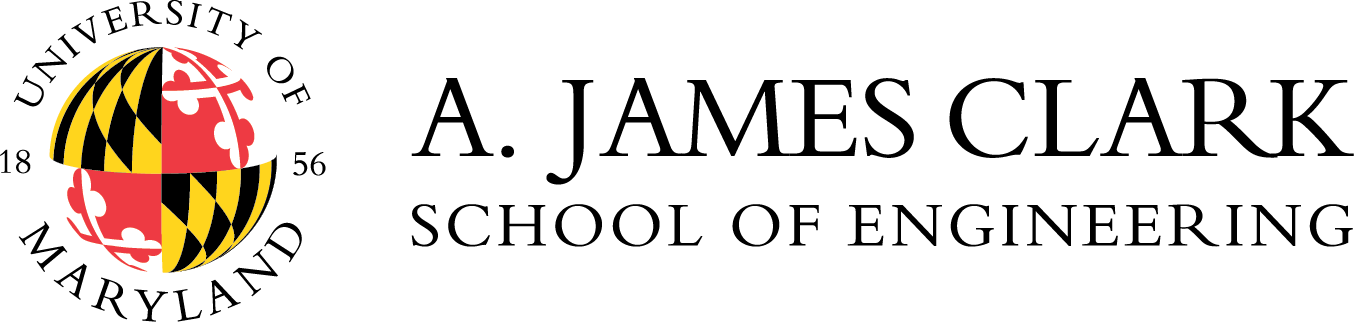 UNIVERSITY OF
18 56
MARYLAND
A. JAMES CLARK
SCHOOL OF ENGINEERING